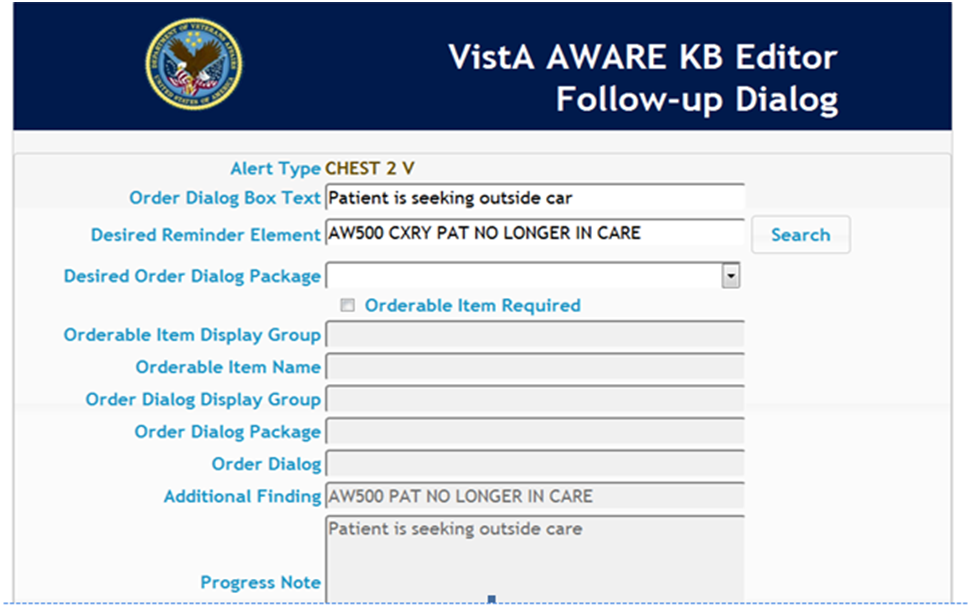 DEPARTMENT OF VETERANS AFFAIRS
UNITED STATES OF AMERICA
VistA AWARE KB Editor
Follow-up Dialog
Alert Type CHEST 2 V
Order Dialog Box Text Patient is seeking outside car
Desired Reminder Element AW500 CXRY PAT NO LONGER IN CARE Search
Desired Order Dialog Package
Orderable Item Required
Orderable Item Display Group
Orderable Item Name
Order Dialog Display Group
Order Dialog Package
Order Dialog
Additional Finding AW500 PAT NO LONGER IN CARE
Patient is seeking outside care
Progress Note